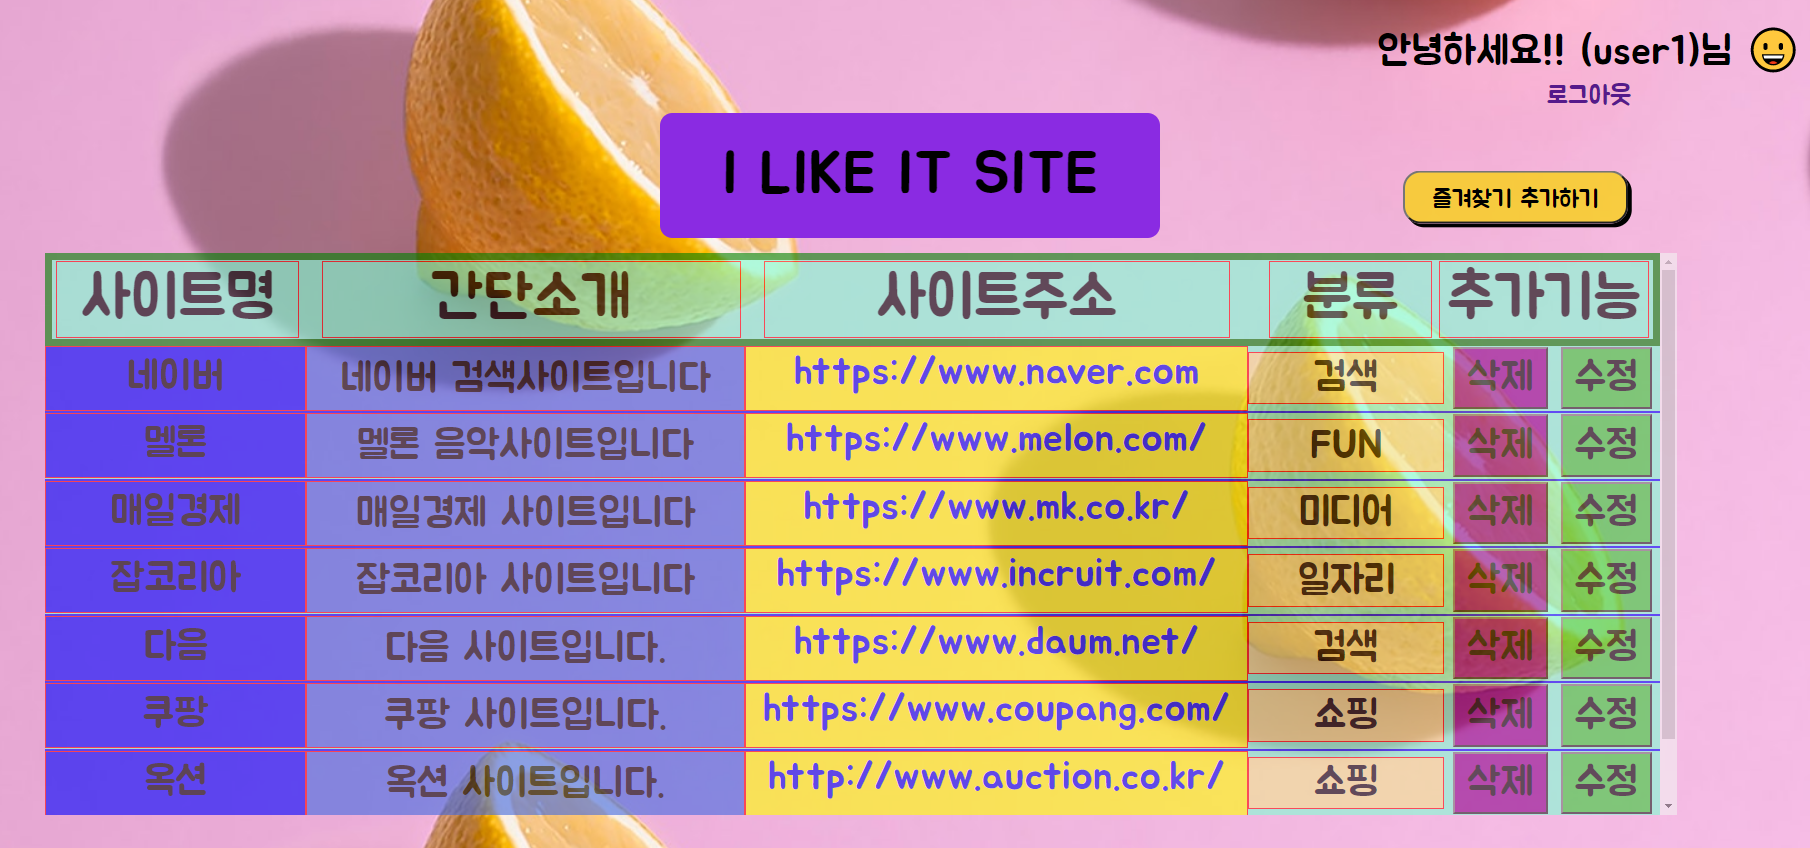 안녕하세요!! (user1)님
로그아웃
I LIKE IT SITE
즐겨찾기 추가하기
사이트명 간단소개 사이트주소 분류 추가기능
네이버 네이버 검색사이트입니다 https://www.naver.com 검색 삭제 수정
멜론 멜론 음악사이트입니다 https://www.melon.com/ FUN 삭제 수정
매일경제 매일경제 사이트입니다 https://www.mk.co.kr/ 미디어 삭제 수정
잡코리아 잡코리아 사이트입니다 https://www.incruit.com/ 일자리 삭제 수정
다음 다음 사이트입니다. https://www.daum.net/ 검색 삭제 수정
쿠팡 쿠팡 사이트입니다. https://www.coupang.com/ 쇼핑 삭제 수정
옥션 옥션 사이트입니다. http://www.auction.co.kr/ 쇼핑 삭제 수정